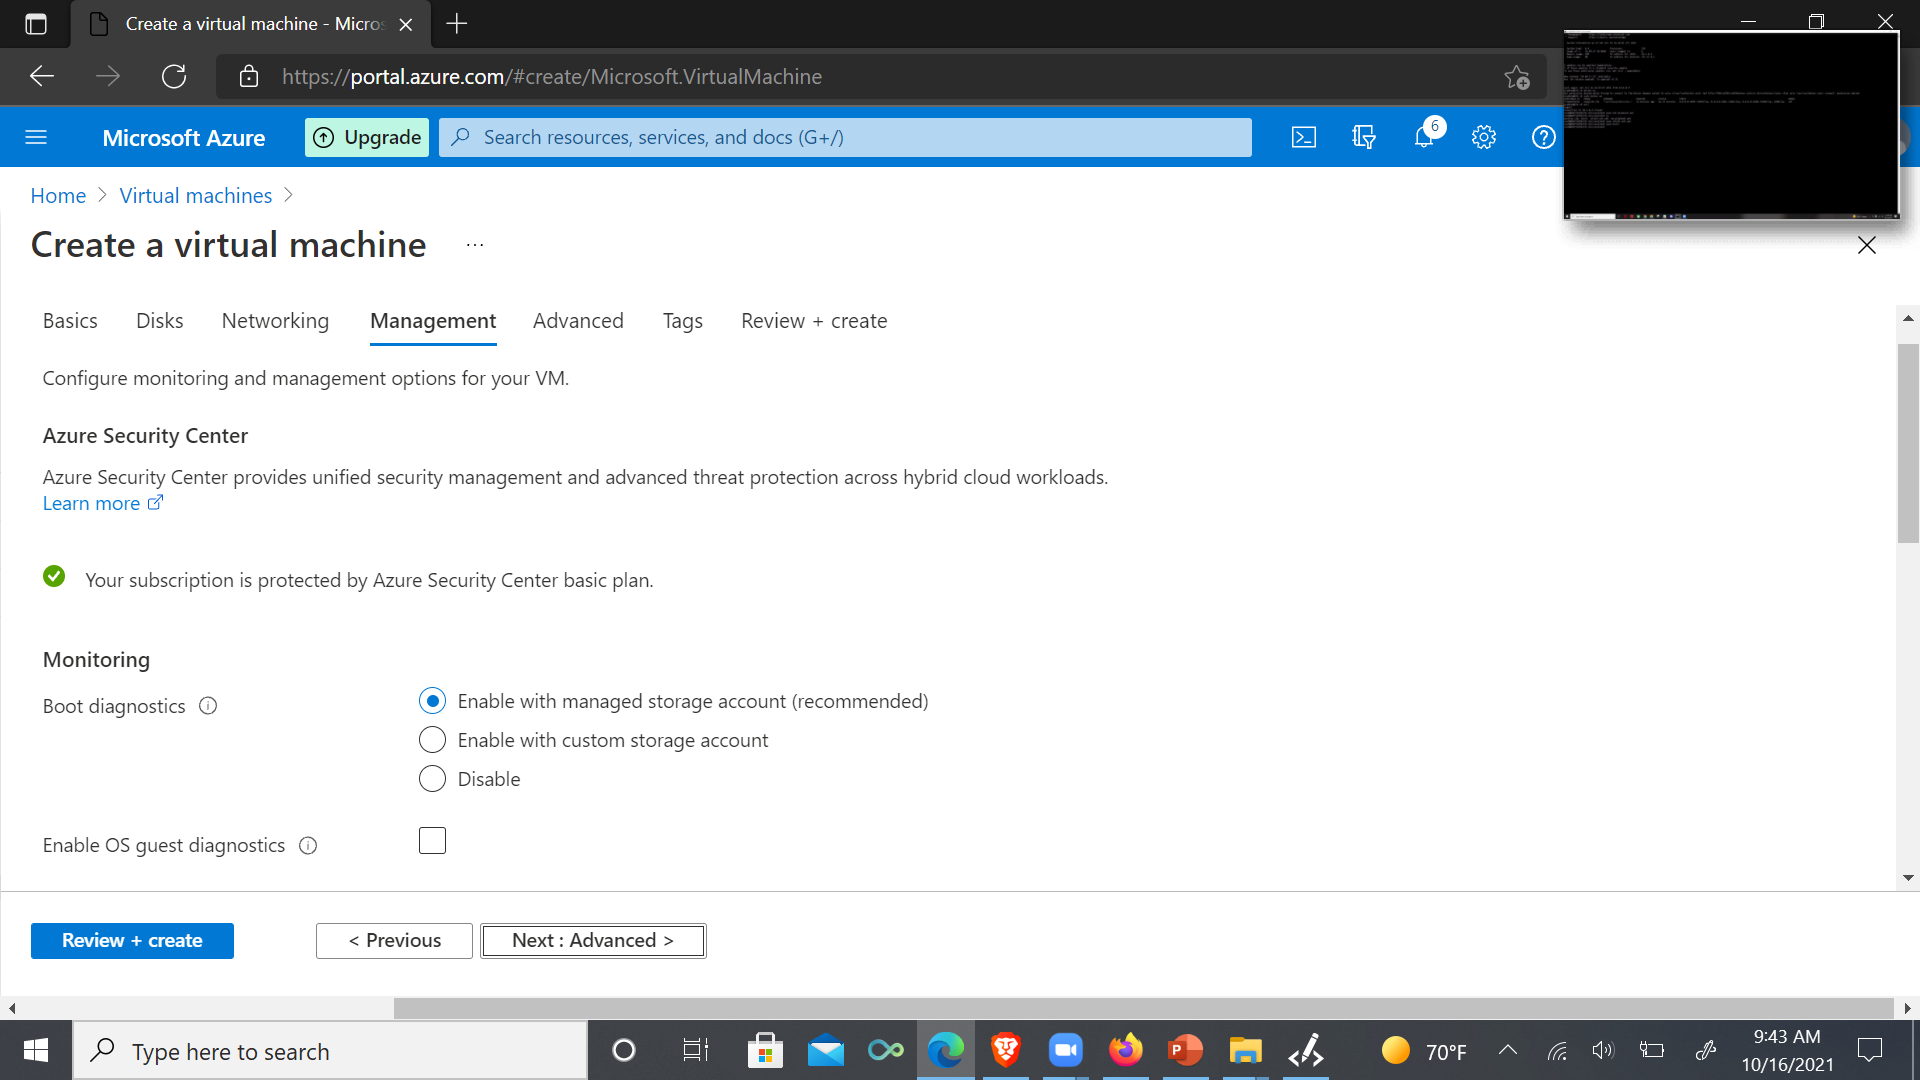 Create a virtual machine - Micros
https://portal.azure.com/#create/Microsoft.VirtualMachine
Microsoft Azure
Upgrade
Search resources, services, and docs (G+/)
6
Home > Virtual machines >
Create a virtual machine ...
Basics Disks Networking Management Advanced Tags Review + create
Configure monitoring and management options for your VM.
Azure Security Center
Azure Security Center provides unified security management and advanced threat protection across hybrid cloud workloads.
Learn more
Your subscription is protected by Azure Security Center basic plan.
Monitoring
Boot diagnostics
Enable with managed storage account (recommended)
Enable with custom storage account
Disable
Enable OS guest diagnostics
Review + create
< Previous
Next : Advanced >
Type here to search
70°F
9:43 AM
10/16/2021